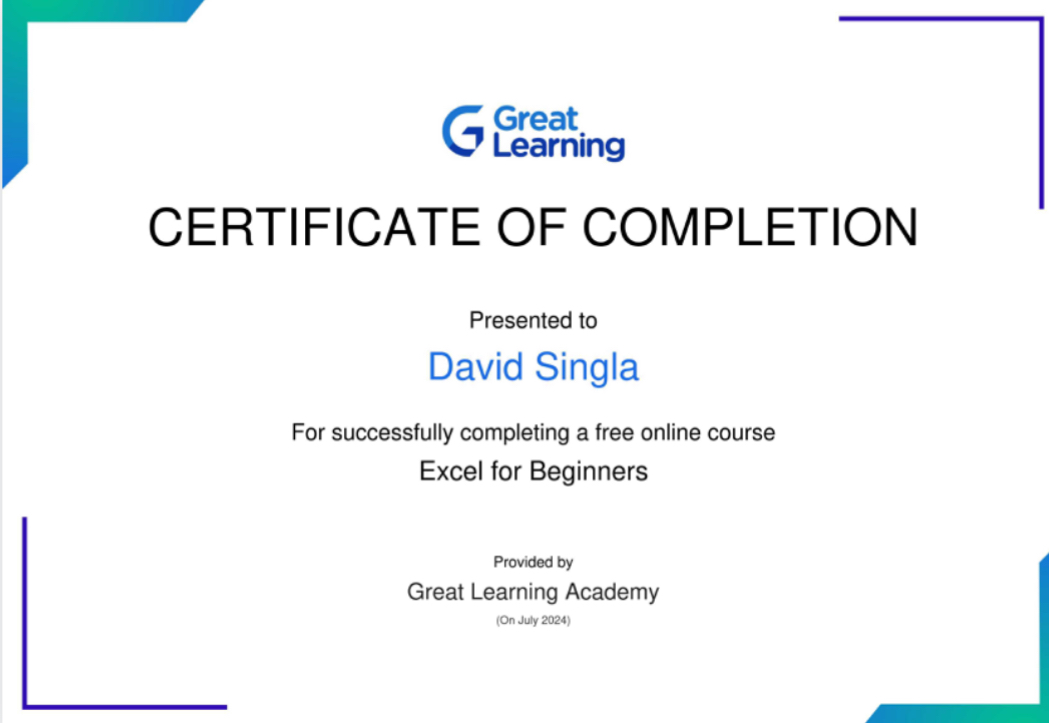 Great
Learning
CERTIFICATE OF COMPLETION
Presented to
David Singla
For successfully completing a free online course
Excel for Beginners
Provided by
Great Learning Academy
(On July 2024)